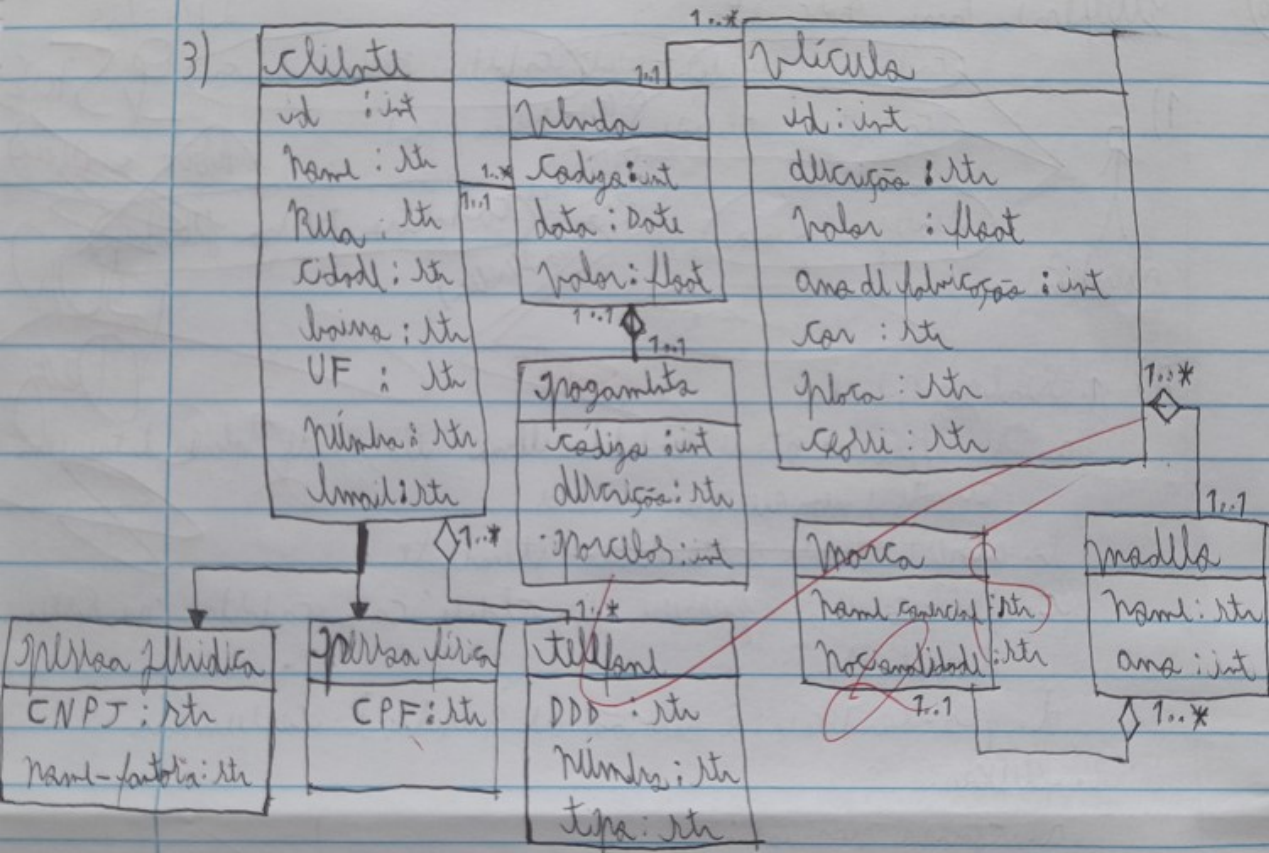 3)
cliente
id : int
nome : str
Rua : str
cidade : str
bairro : str
UF : str
número : str
email : str
1..*
1..1
Venda
código : int
data : Date
valor : float
1..*
1..1
1..1
1..1
pagamento
código : int
descrição : str
parcelas : int
Veículo
id : int
descrição : str
valor : float
ano de fabricação : int
cor : str
placa : str
1..*
1..1
marca
nome comercial : str
nacionalidade : str
1..1
modelo
nome : str
ano : int
1..*
1..*
1..*
pessoa jurídica
CNPJ : str
nome-fantasia : str
pessoa física
CPF : str
telefone
DDD : str
número : str
tipo : str